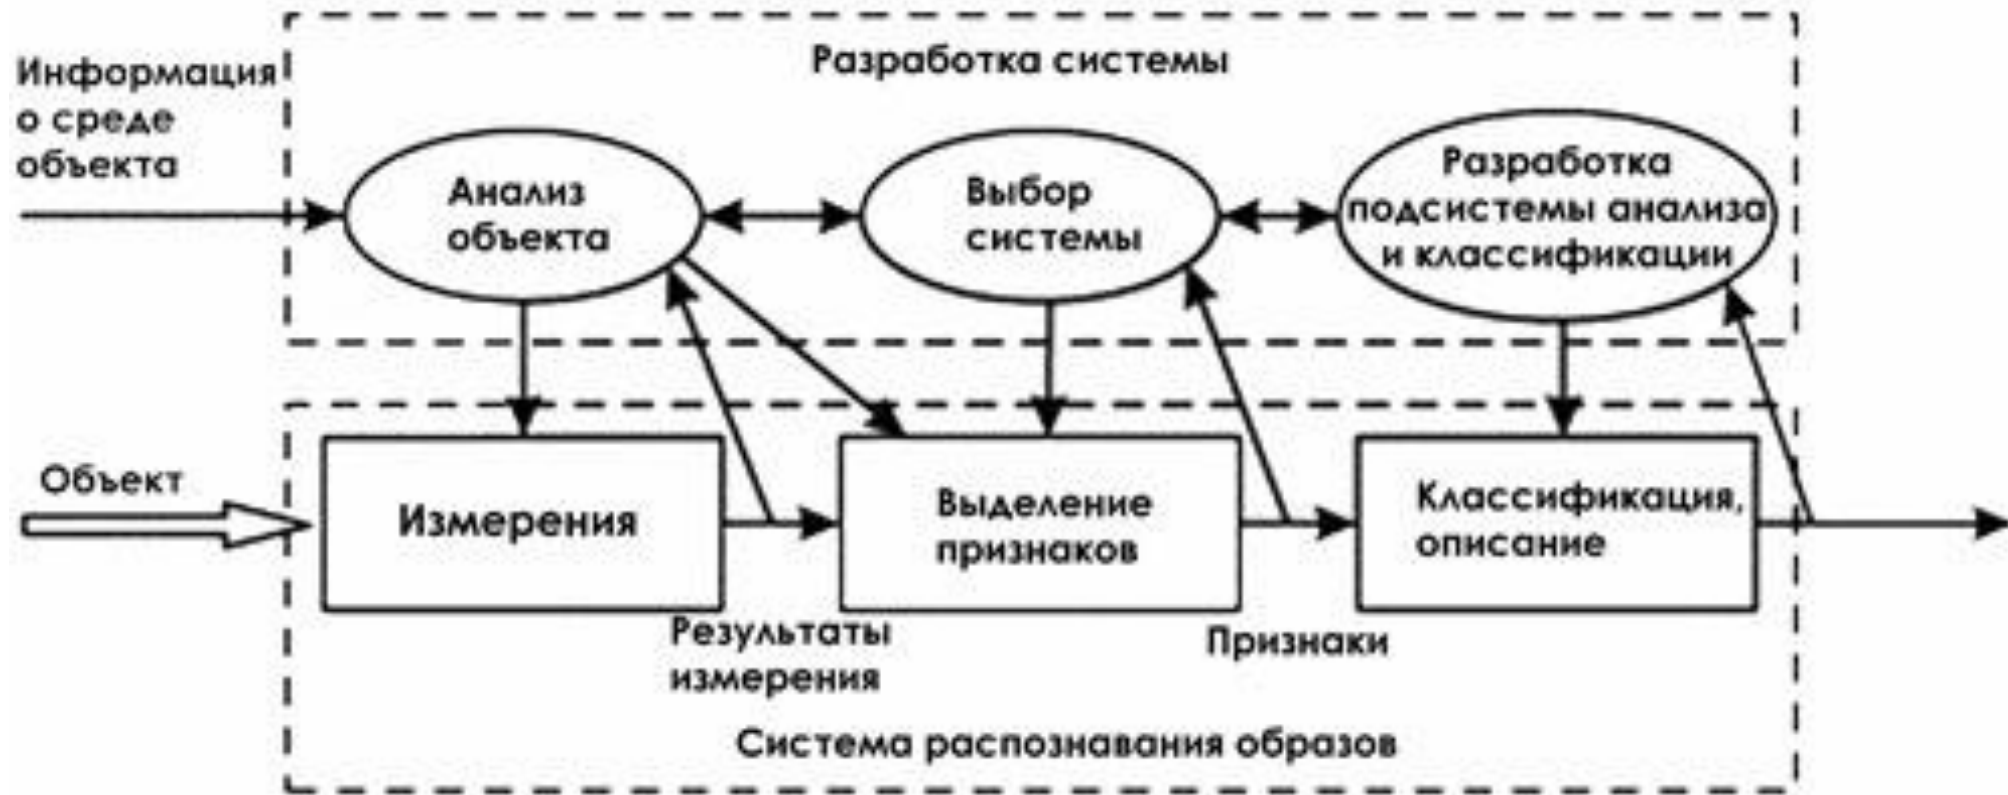 Разработка системы
Информация
о среде
объекта
Анализ
объекта
Выбор
системы
Разработка
подсистемы анализа
и классификации
Объект
Измерения
Выделение
признаков
Классификация,
описание
Результаты
измерения
Признаки
Система распознавания образов